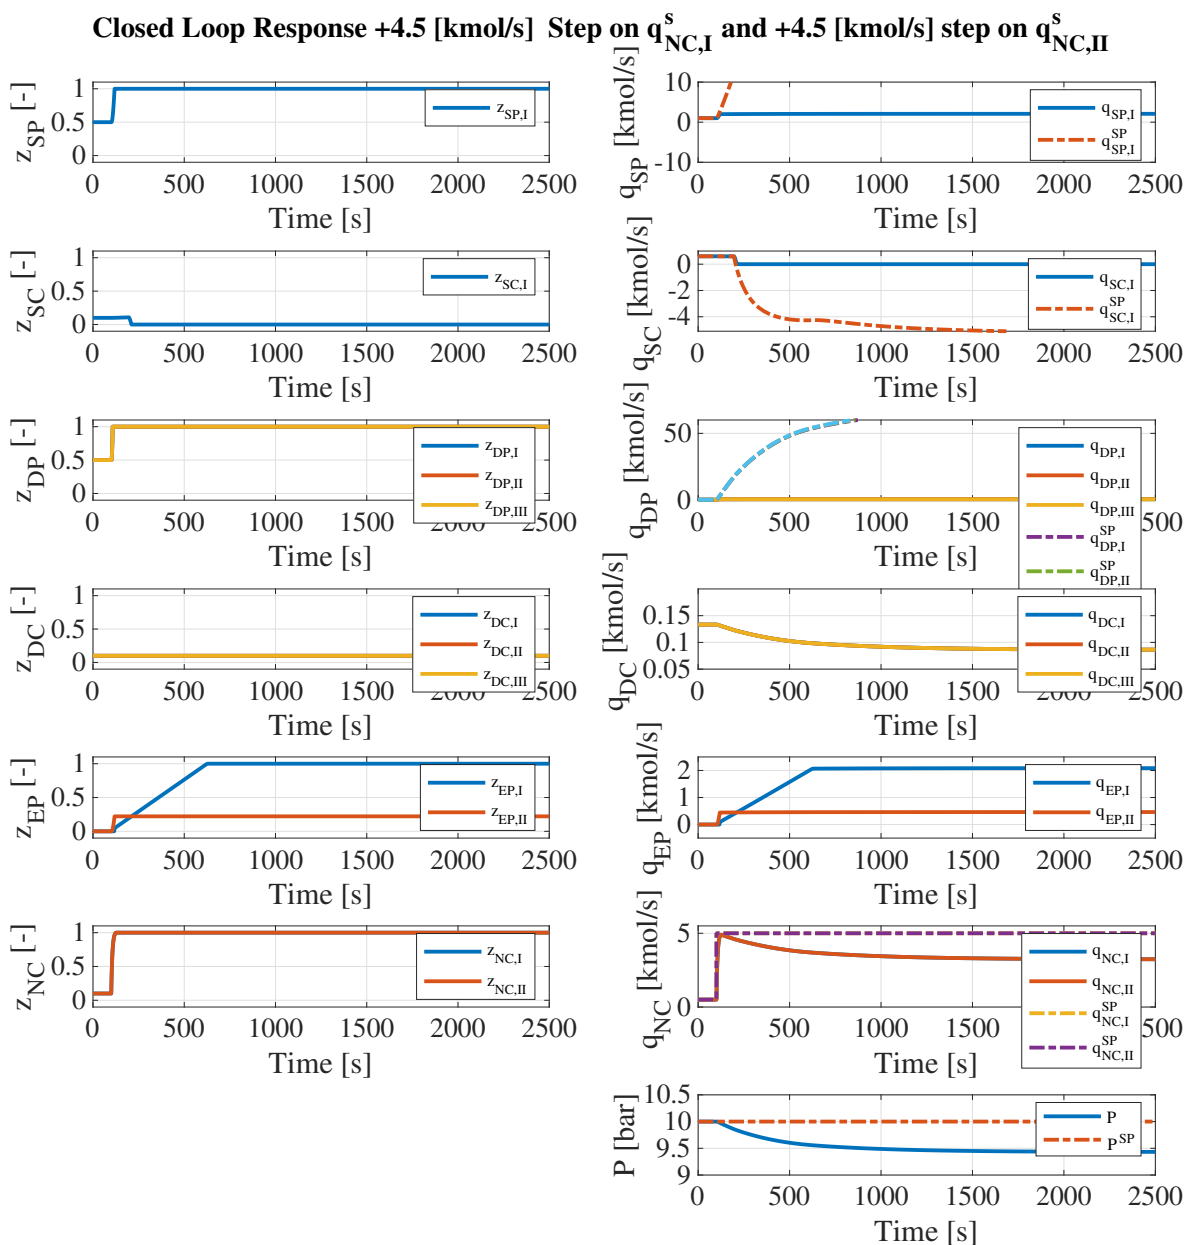 Closed Loop Response +4.5 [kmol/s] Step on q^s_NC,I and +4.5 [kmol/s] step on q^s_NC,II
z_SP [-]
1
0.5
0
0 500 1000 1500 2000 2500
Time [s]
z_SP,I
q_SP [kmol/s]
10
0
-10
0 500 1000 1500 2000 2500
Time [s]
q_SP,I
q^SP_SP,I
z_SC [-]
1
0.5
0
0 500 1000 1500 2000 2500
Time [s]
z_SC,I
q_SC [kmol/s]
0
-2
-4
0 500 1000 1500 2000 2500
Time [s]
q_SC,I
q^SP_SC,I
z_DP [-]
1
0.5
0
0 500 1000 1500 2000 2500
Time [s]
z_DP,I
z_DP,II
z_DP,III
q_DP [kmol/s]
50
0
0 500 1000 500
Time [s]
q_DP,I
q_DP,II
q_DP,III
q^SP_DP,I
q^SP_DP,II
z_DC [-]
1
0.5
0
0 500 1000 1500 2000 2500
Time [s]
z_DC,I
z_DC,II
z_DC,III
q_DC [kmol/s]
0.15
0.1
0.05
0 500 1000 2500
Time [s]
q_DC,I
q_DC,II
q_DC,III
z_EP [-]
1
0.5
0
0 500 1000 1500 2000 2500
Time [s]
z_EP,I
z_EP,II
q_EP [kmol/s]
2
1
0
0 500 1000 1500 2000 2500
Time [s]
q_EP,I
q_EP,II
z_NC [-]
1
0.5
0
0 500 1000 1500 2000 2500
Time [s]
z_NC,I
z_NC,II
q_NC [kmol/s]
5
0
0 500 1000 2500
Time [s]
q_NC,I
q_NC,II
q^SP_NC,I
q^SP_NC,II
P [bar]
10.5
10
9.5
9
0 500 1000 1500 2000 2500
Time [s]
P
P^SP